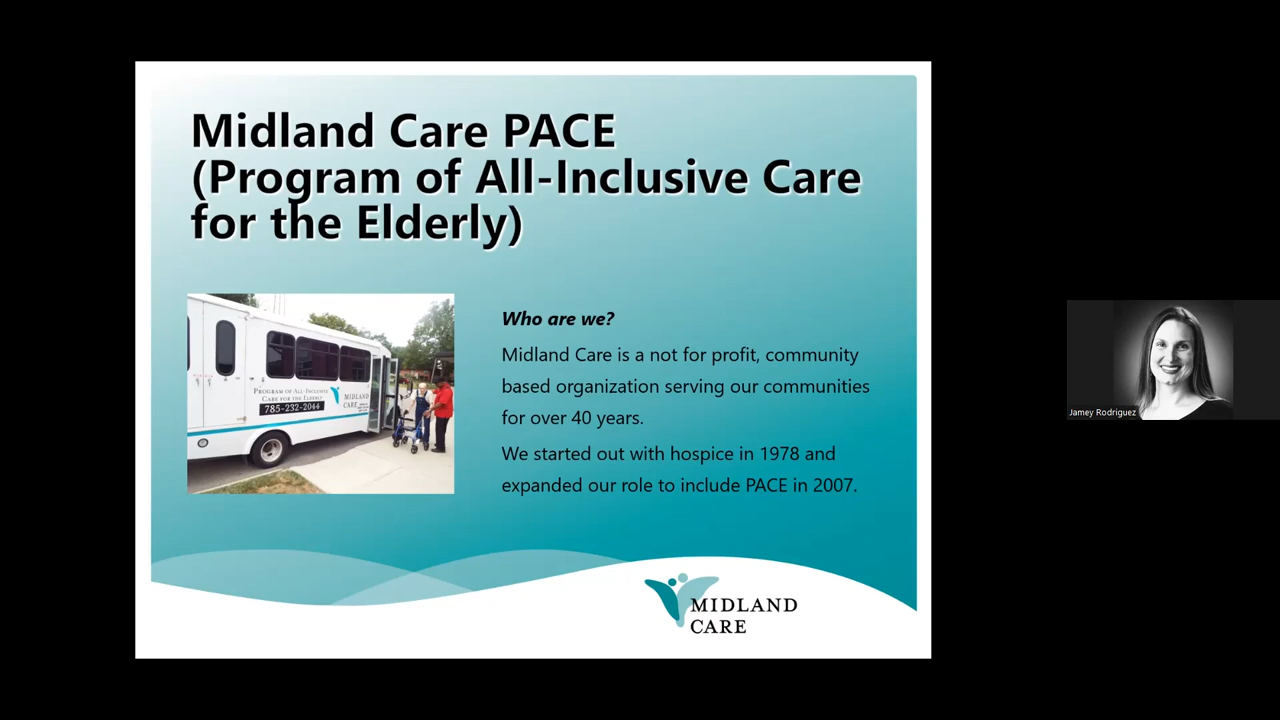 Midland Care PACE
(Program of All-Inclusive Care
for the Elderly)
PROGRAM OF ALL-INCLUSIVE
CARE FOR THE ELDERLY
785-232-2044
MIDLAND
CARE
Who are we?
Midland Care is a not for profit, community
based organization serving our communities
for over 40 years.
We started out with hospice in 1978 and
expanded our role to include PACE in 2007.
MIDLAND
CARE
Jamey Rodriguez